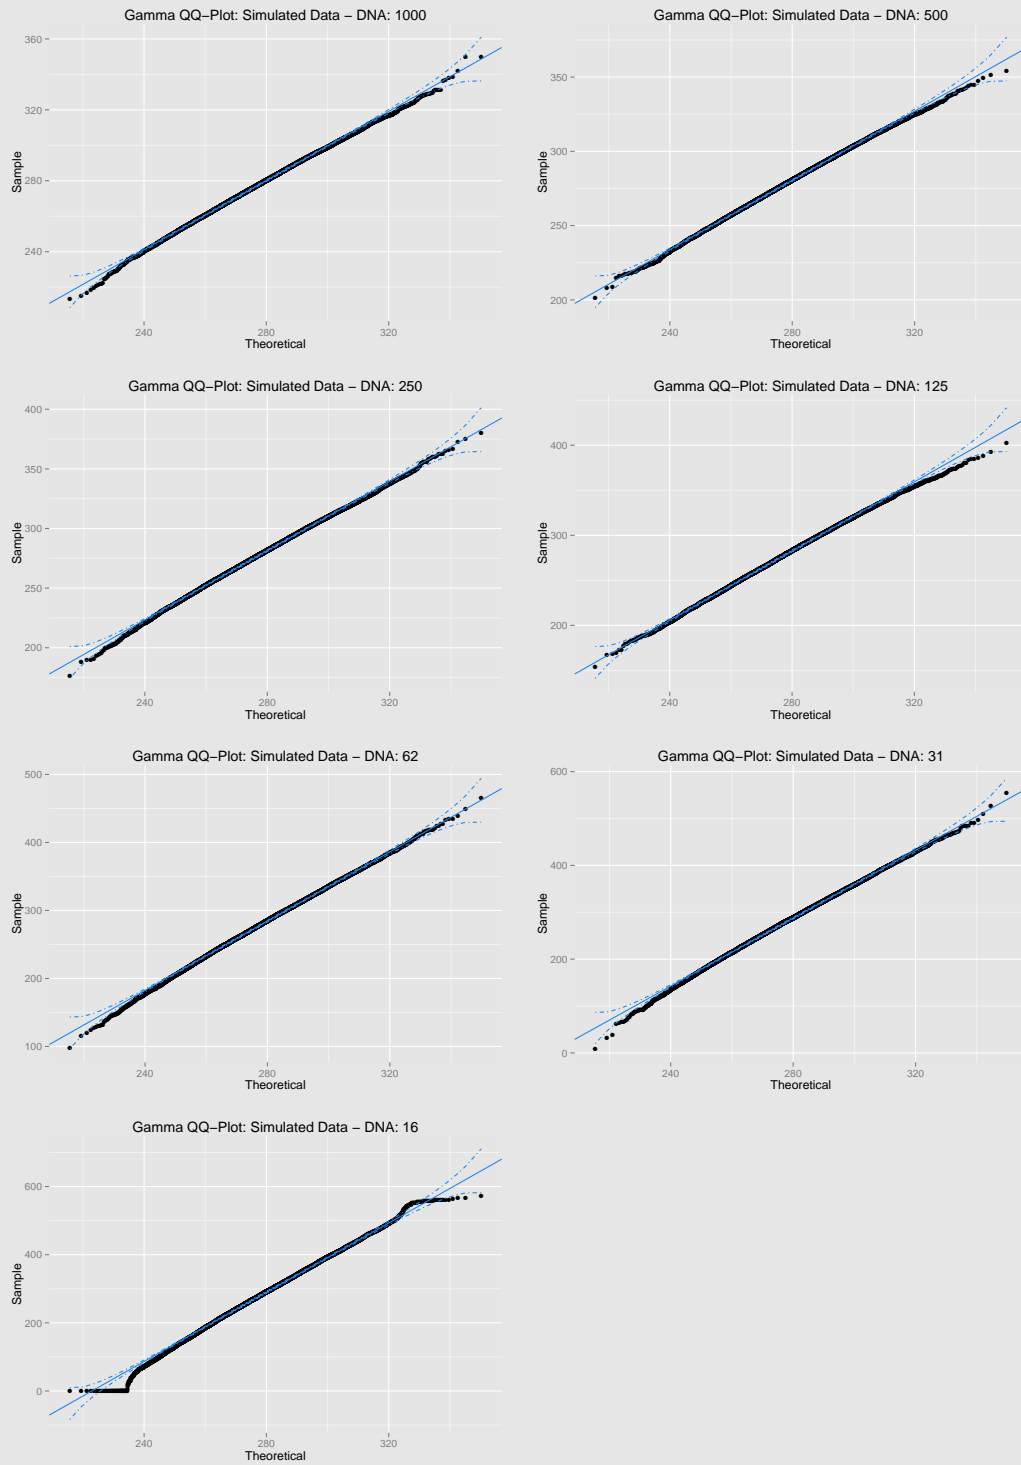 Gamma QQ−Plot: Simulated Data − DNA: 1000
360
320
280
240
Sample
240 280 320
Theoretical
Gamma QQ−Plot: Simulated Data − DNA: 500
350
300
250
200
Sample
240 280 320
Theoretical
Gamma QQ−Plot: Simulated Data − DNA: 250
400
350
300
250
200
Sample
240 280 320
Theoretical
Gamma QQ−Plot: Simulated Data − DNA: 125
400
300
200
Sample
240 280 320
Theoretical
Gamma QQ−Plot: Simulated Data − DNA: 62
500
400
300
200
100
Sample
240 280 320
Theoretical
Gamma QQ−Plot: Simulated Data − DNA: 31
600
400
200
0
Sample
240 280 320
Theoretical
Gamma QQ−Plot: Simulated Data − DNA: 16
600
400
200
0
Sample
240 280 320
Theoretical